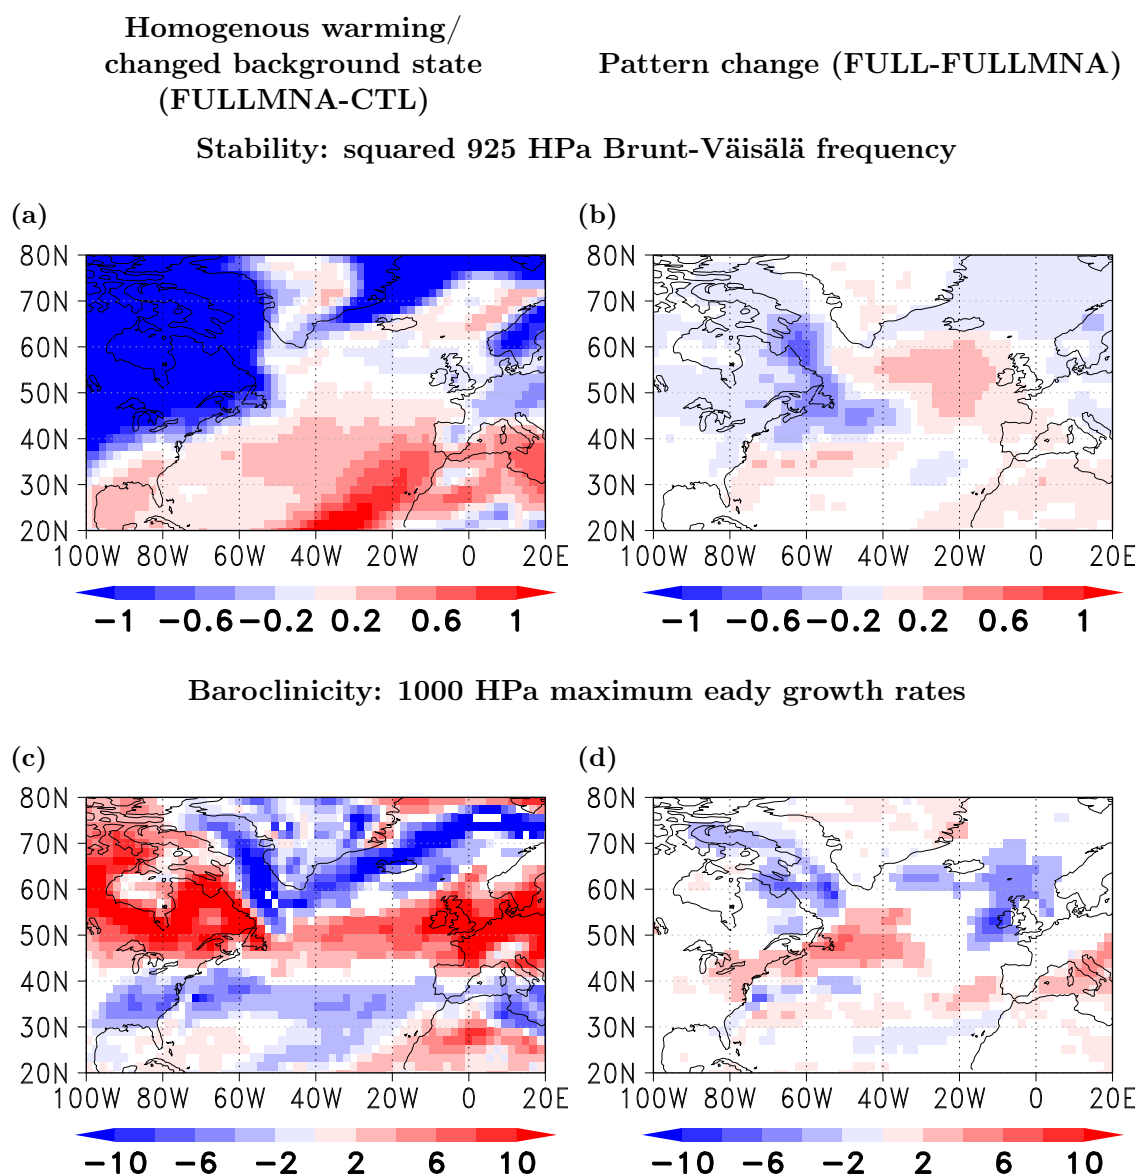 Homogenous warming/
changed background state
(FULLMNA-CTL)
Pattern change (FULL-FULLMNA)
Stability: squared 925 HPa Brunt-Väisälä frequency
(a) (b)
80N 80N
70N 70N
60N 60N
50N 50N
40N 40N
30N 30N
20N 20N
100W 80W 60W 40W 20W 0 20E 100W 80W 60W 40W 20W 0 20E
−1 −0.6 −0.2 0.2 0.6 1 −1 −0.6 −0.2 0.2 0.6 1
Baroclinicity: 1000 HPa maximum eady growth rates
(c) (d)
80N 80N
70N 70N
60N 60N
50N 50N
40N 40N
30N 30N
20N 20N
100W 80W 60W 40W 20W 0 20E 100W 80W 60W 40W 20W 0 20E
−10 −6 −2 2 6 10 −10 −6 −2 2 6 10